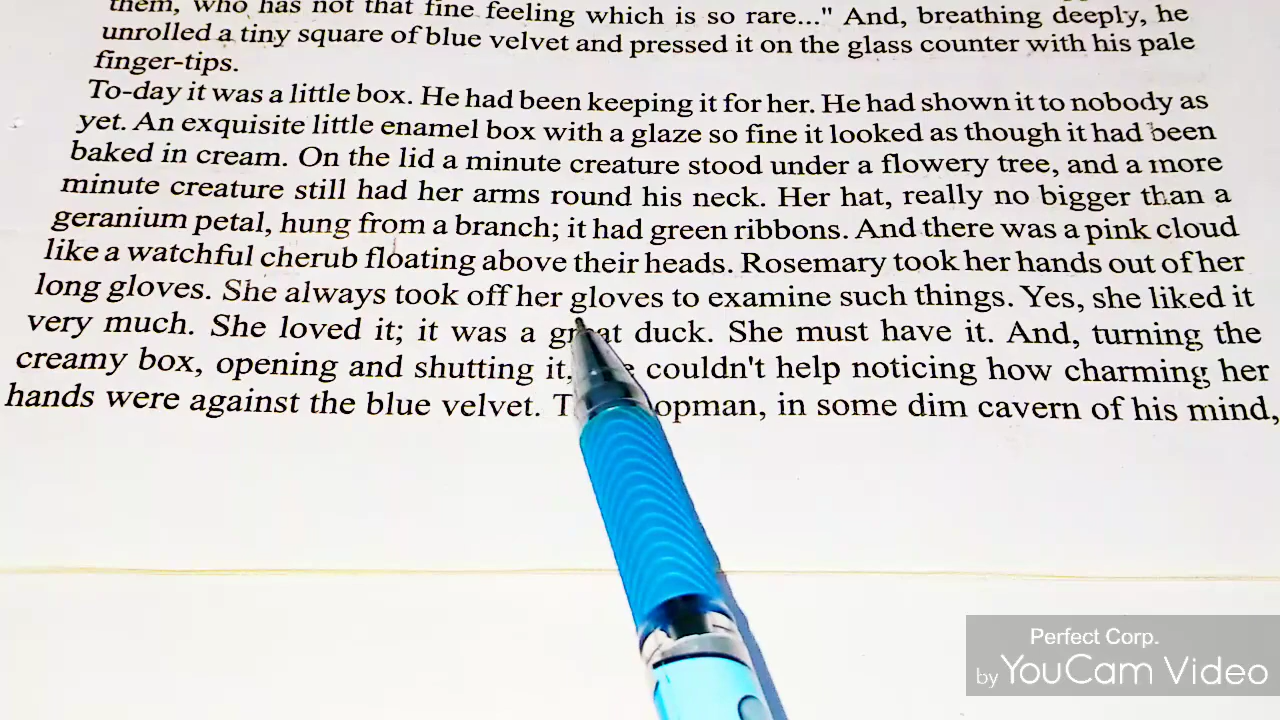 them, who has not that fine feeling which is so rare..." And, breathing deeply, he
unrolled a tiny square of blue velvet and pressed it on the glass counter with his pale
finger-tips.
To-day it was a little box. He had been keeping it for her. He had shown it to nobody as
yet. An exquisite little enamel box with a glaze so fine it looked as though it had been
baked in cream. On the lid a minute creature stood under a flowery tree, and a more
minute creature still had her arms round his neck. Her hat, really no bigger than a
geranium petal, hung from a branch; it had green ribbons. And there was a pink cloud
like a watchful cherub floating above their heads. Rosemary took her hands out of her
long gloves. She always took off her gloves to examine such things. Yes, she liked it
very much. She loved it; it was a great duck. She must have it. And, turning the
creamy box, opening and shutting it, couldn't help noticing how charming her
hands were against the blue velvet. opman, in some dim cavern of his mind,
Perfect Corp.
by YouCam Video